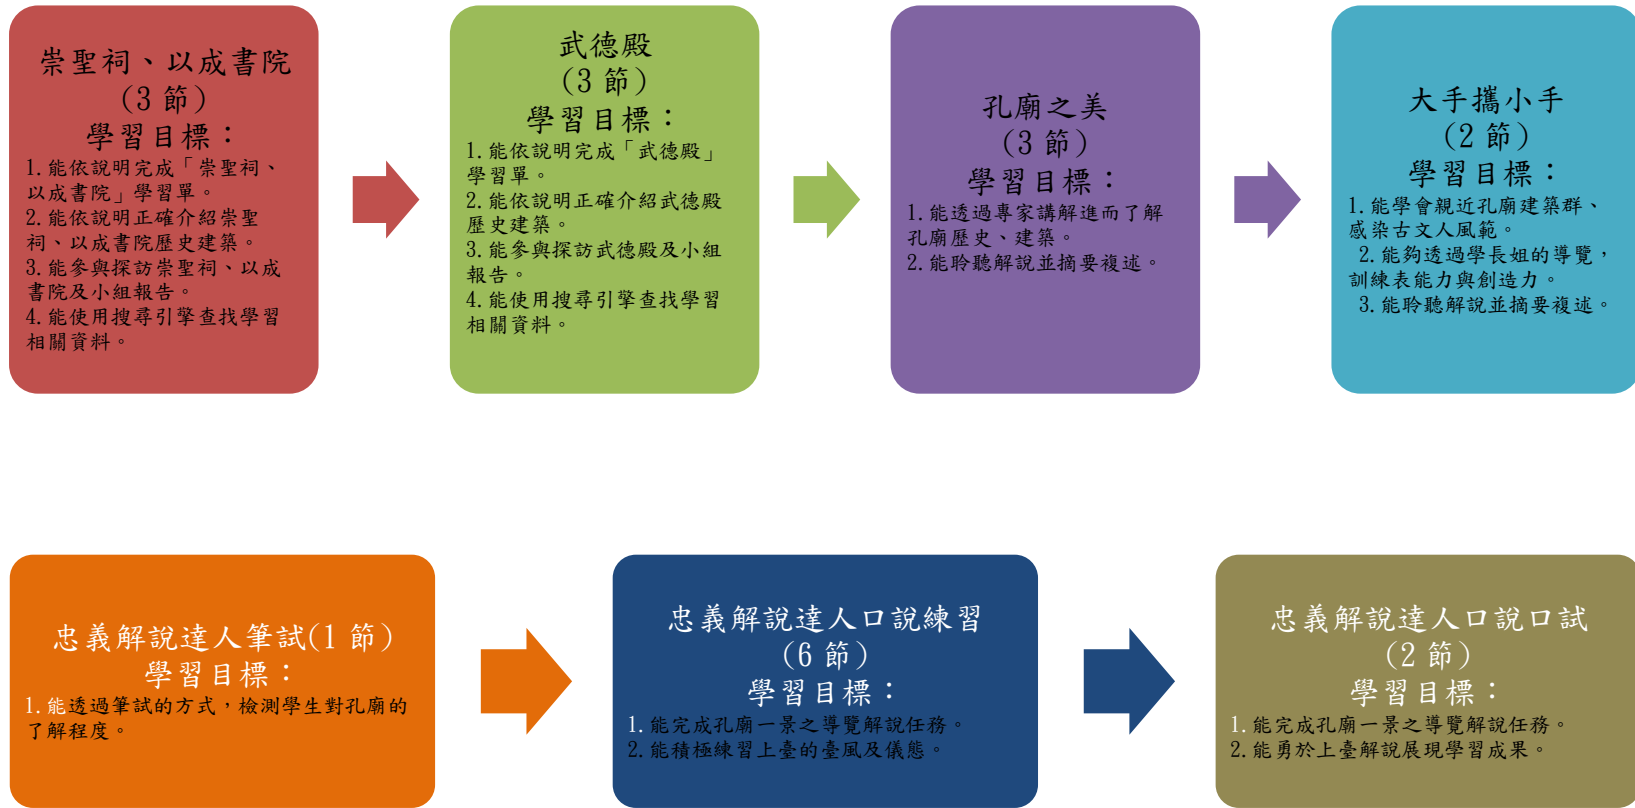 崇聖祠、以成書院
(3 節)
學習目標：
1.能依說明完成「崇聖祠、
以成書院」學習單。
2.能依說明正確介紹崇聖
祠、以成書院歷史建築。
3.能參與探訪崇聖祠、以成
書院及小組報告。
4.能使用搜尋引擎查找學習
相關資料。
武德殿
(3 節)
學習目標：
1.能依說明完成「武德殿」
學習單。
2.能依說明正確介紹武德殿
歷史建築。
3.能參與探訪武德殿及小組
報告。
4.能使用搜尋引擎查找學習
相關資料。
孔廟之美
(3 節)
學習目標：
1.能透過專家講解進而了解
孔廟歷史、建築。
2.能聆聽解說並摘要複述。
大手攜小手
(2 節)
學習目標：
1.能學會親近孔廟建築群、
感染古文人風範。
2.能夠透過學長姐的導覽，
訓練表能力與創造力。
3.能聆聽解說並摘要複述。
忠義解說達人筆試(1 節)
學習目標：
1.能透過筆試的方式，檢測學生對孔廟的
了解程度。
忠義解說達人口說練習
(6 節)
學習目標：
1.能完成孔廟一景之導覽解說任務。
2.能積極練習上臺的臺風及儀態。
忠義解說達人口說口試
(2 節)
學習目標：
1.能完成孔廟一景之導覽解說任務。
2.能勇於上臺解說展現學習成果。